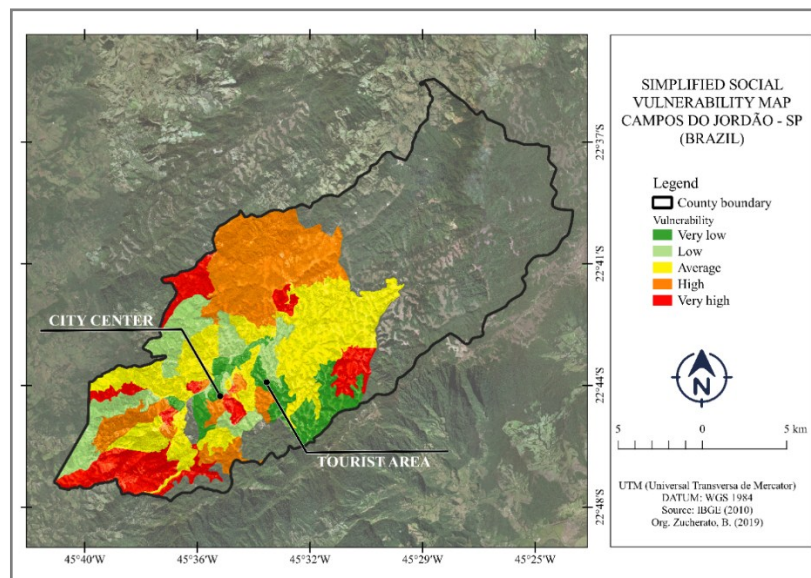 SIMPLIFIED SOCIAL
VULNERABILITY MAP
CAMPOS DO JORDÃO - SP
(BRAZIL)
Legend
County boundary
Vulnerability
Very low
Low
Average
High
Very high
N
5 0 5 km
UTM (Universal Transversa de Mercator)
DATUM: WGS 1984
Source: IBGE (2010)
Org. Zucherato, B. (2019)
CITY CENTER
TOURIST AREA
22°37'S
22°41'S
22°44'S
22°48'S
45°40'W 45°36'W 45°32'W 45°29'W 45°25'W